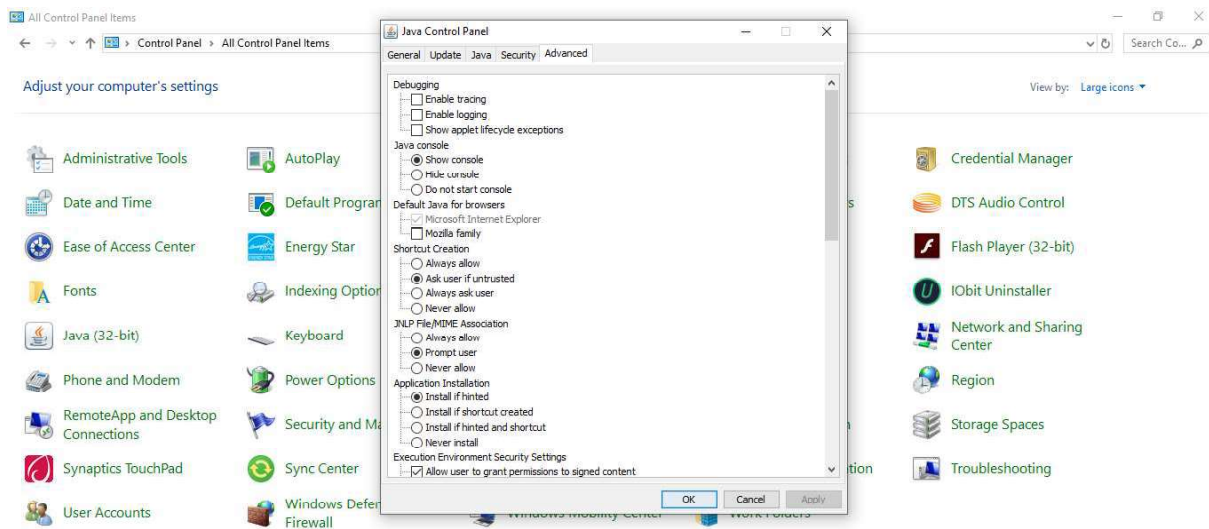 All Control Panel Items
Control Panel > All Control Panel Items
Search Co...
Adjust your computer's settings
View by: Large icons
Administrative Tools
AutoPlay
Credential Manager
Date and Time
Default Program
s
DTS Audio Control
Ease of Access Center
Energy Star
Flash Player (32-bit)
Fonts
Indexing Option
IObit Uninstaller
Java (32-bit)
Keyboard
Network and Sharing
Center
Phone and Modem
Power Options
Region
RemoteApp and Desktop
Connections
Security and Ma
Storage Spaces
Synaptics TouchPad
Sync Center
tion
Troubleshooting
User Accounts
Windows Defen
Firewall
Windows Mobility Center
Work Folders
Java Control Panel
General Update Java Security Advanced
Debugging
Enable tracing
Enable logging
Show applet lifecycle exceptions
Java console
Show console
Hide console
Do not start console
Default Java for browsers
Microsoft Internet Explorer
Mozilla family
Shortcut Creation
Always allow
Ask user if untrusted
Always ask user
Never allow
JNLP File/MIME Association
Always allow
Prompt user
Never allow
Application Installation
Install if hinted
Install if shortcut created
Install if hinted and shortcut
Never install
Execution Environment Security Settings
Allow user to grant permissions to signed content
OK Cancel Apply